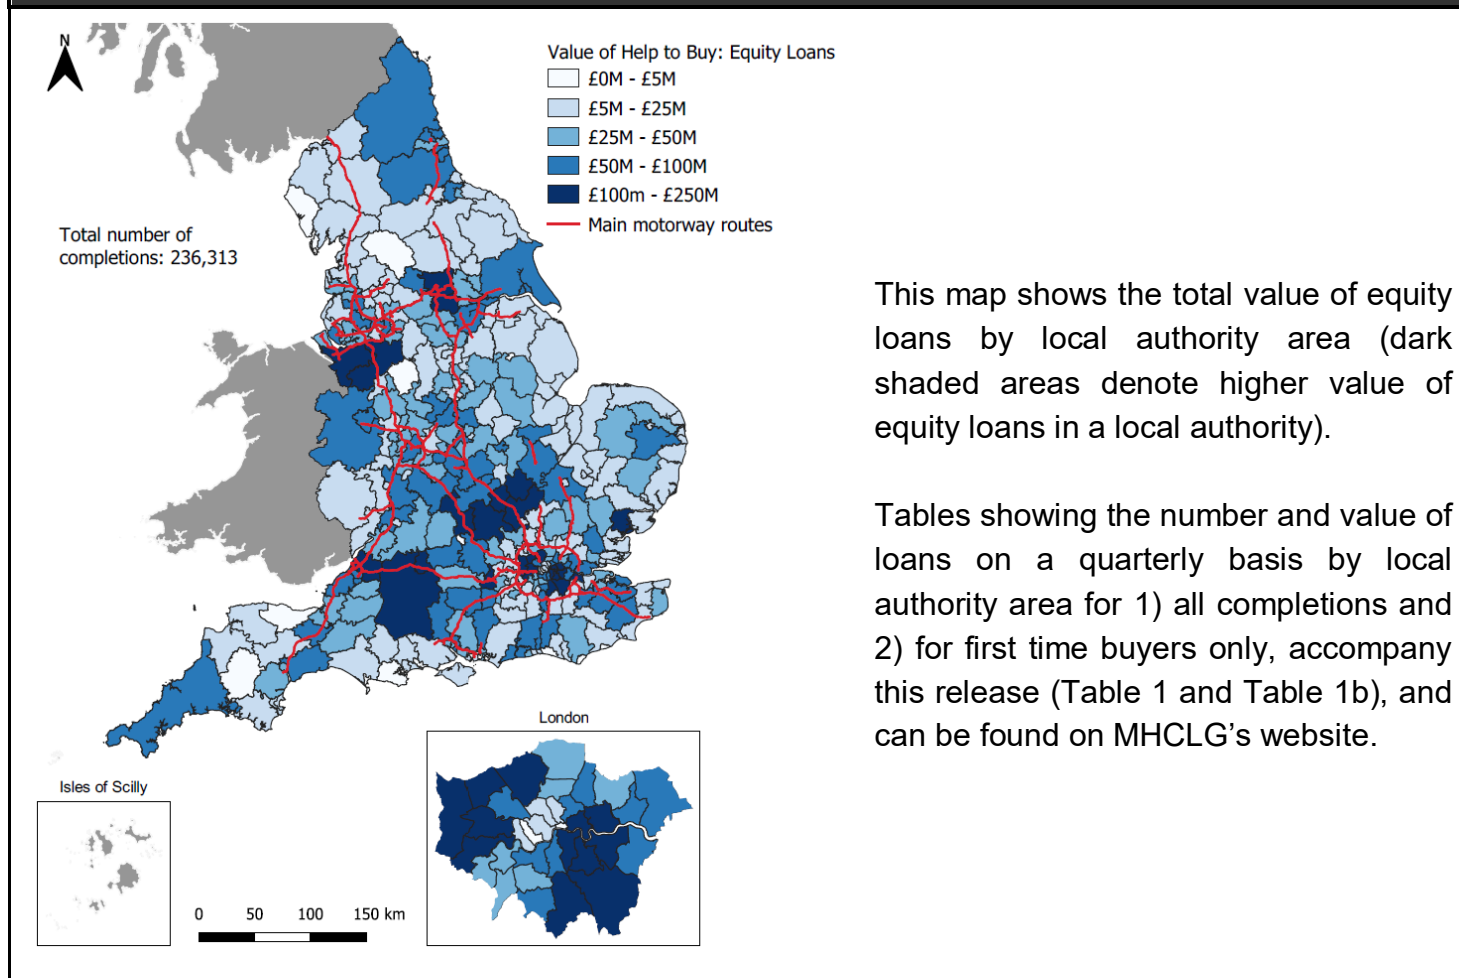 N
Value of Help to Buy: Equity Loans
£0M - £5M
£5M - £25M
£25M - £50M
£50M - £100M
£100m - £250M
Main motorway routes
Total number of
completions: 236,313
This map shows the total value of equity
loans by local authority area (dark
shaded areas denote higher value of
equity loans in a local authority).
Tables showing the number and value of
loans on a quarterly basis by local
authority area for 1) all completions and
2) for first time buyers only, accompany
this release (Table 1 and Table 1b), and
can be found on MHCLG’s website.
London
Isles of Scilly
0 50 100 150 km